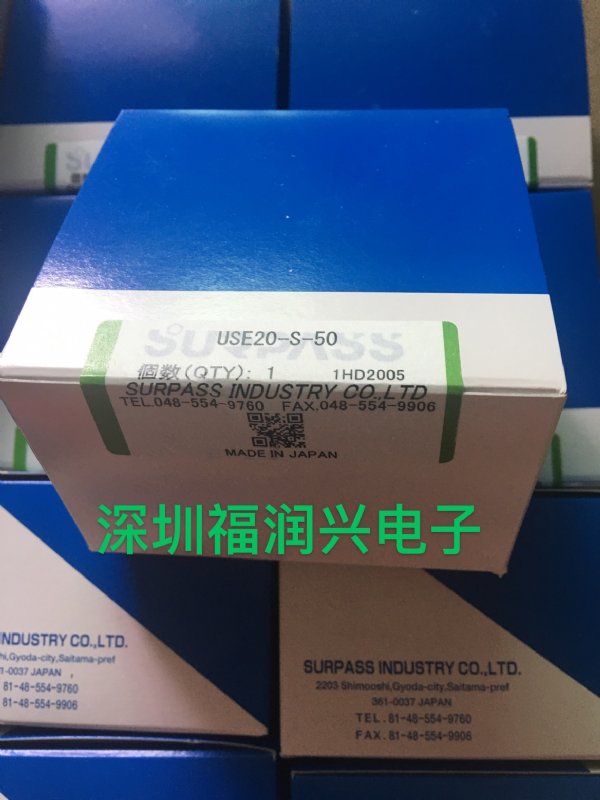 SURPASS
USE20-S-50
個数(QTY): 1 1HD2005
SURPASS INDUSTRY CO.,LTD
TEL.048-554-9760 FAX.048-554-9906
MADE IN JAPAN
深圳福润兴电子
INDUSTRY CO.,LTD.
hi,Gyoda-city,Saitama-pref
1-0037 JAPAN
81-48-554-9760
81-48-554-9906
SURPASS INDUSTRY CO.,LTD.
2203 Shimooshi,Gyoda-city,Saitama-pref
361-0037 JAPAN
TEL. 81-48-554-9760
FAX. 81-48-554-9906